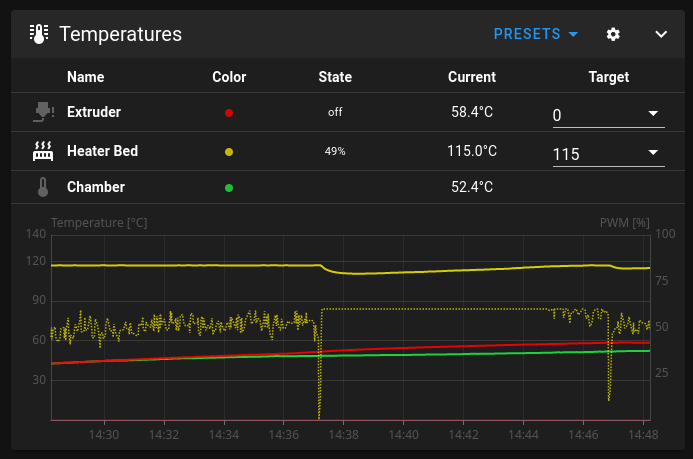 Temperatures PRESETS
Name Color State Current Target
Extruder off 58.4°C 0
Heater Bed 49% 115.0°C 115
Chamber 52.4°C
Temperature [°C] PWM [%]
140 100
120
75
90
50
60
25
30
14:30 14:32 14:34 14:36 14:38 14:40 14:42 14:44 14:46 14:48